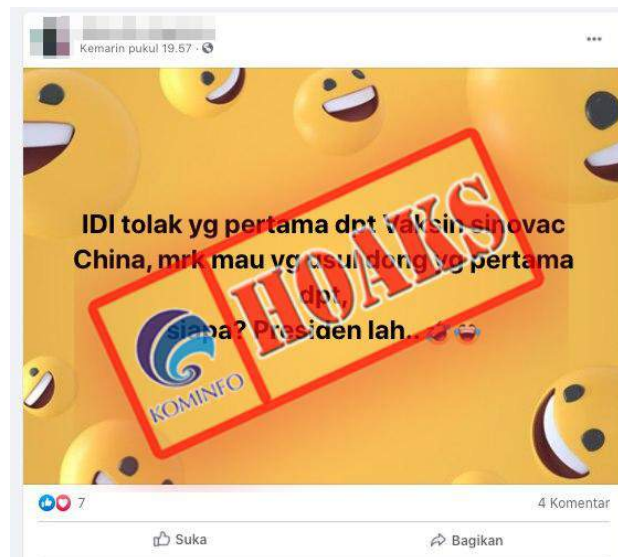 Kemarin pukul 19.57 ·
IDI tolak yg pertama dpt Vaksin sinovac
China, mrk mau yg usul dong yg pertama
dpt,
siapa? Presiden lah..
HOAKS
KOMINFO
7
4 Komentar
Suka
Bagikan